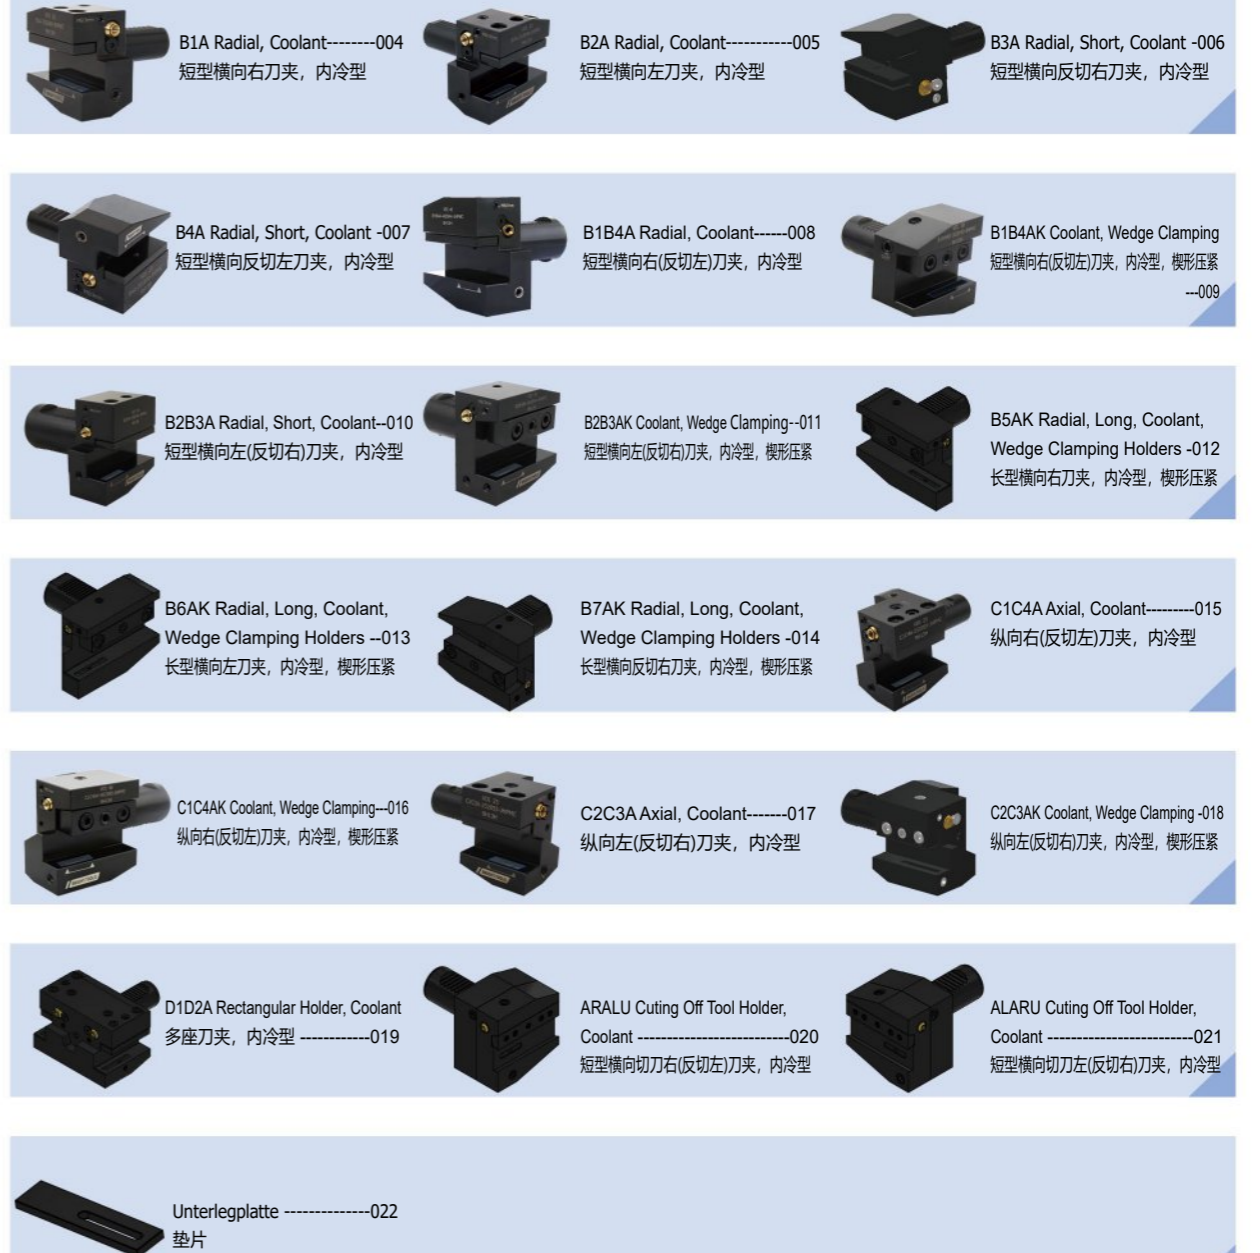 B1A Radial, Coolant--------004
短型横向右刀夹，内冷型
B2A Radial, Coolant-----------005
短型横向左刀夹，内冷型
B3A Radial, Short, Coolant -006
短型横向反切右刀夹，内冷型
B4A Radial, Short, Coolant -007
短型横向反切左刀夹，内冷型
B1B4A Radial, Coolant------008
短型横向右(反切左)刀夹，内冷型
B1B4AK Coolant, Wedge Clamping
短型横向右(反切左)刀夹，内冷型，楔形压紧
---009
B2B3A Radial, Short, Coolant--010
短型横向左(反切右)刀夹，内冷型
B2B3AK Coolant, Wedge Clamping--011
短型横向左(反切右)刀夹，内冷型，楔形压紧
B5AK Radial, Long, Coolant,
Wedge Clamping Holders -012
长型横向右刀夹，内冷型，楔形压紧
B6AK Radial, Long, Coolant,
Wedge Clamping Holders --013
长型横向左刀夹，内冷型，楔形压紧
B7AK Radial, Long, Coolant,
Wedge Clamping Holders -014
长型横向反切右刀夹，内冷型，楔形压紧
C1C4A Axial, Coolant---------015
纵向右(反切左)刀夹，内冷型
C1C4AK Coolant, Wedge Clamping---016
纵向右(反切左)刀夹，内冷型，楔形压紧
C2C3A Axial, Coolant-------017
纵向左(反切右)刀夹，内冷型
C2C3AK Coolant, Wedge Clamping -018
纵向左(反切右)刀夹，内冷型，楔形压紧
D1D2A Rectangular Holder, Coolant
多座刀夹，内冷型 ------------019
ARALU Cuting Off Tool Holder,
Coolant --------------------------020
短型横向切刀右(反切左)刀夹，内冷型
ALARU Cuting Off Tool Holder,
Coolant -------------------------021
短型横向切刀左(反切右)刀夹，内冷型
Unterlegplatte --------------022
垫片